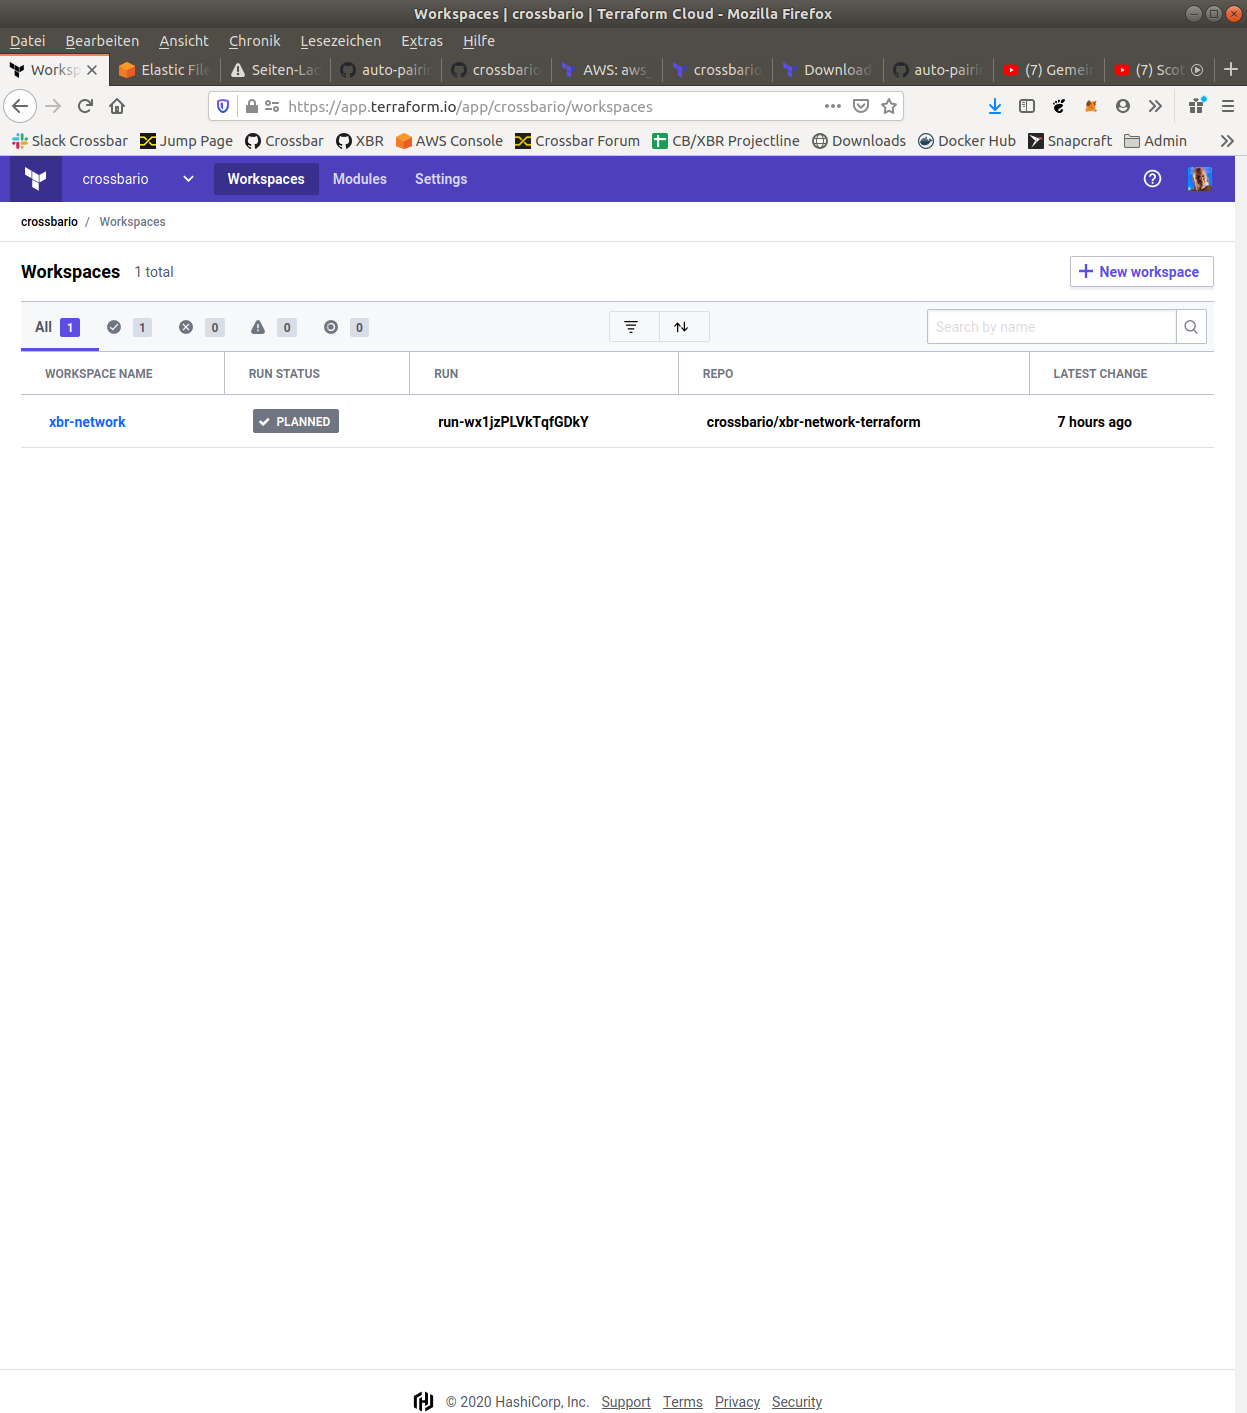 Workspaces | crossbario | Terraform Cloud - Mozilla Firefox
Datei Bearbeiten Ansicht Chronik Lesezeichen Extras Hilfe
Worksp Elastic File Seiten-Lad auto-pairi crossbario AWS: aws_ crossbario Download auto-pairi (7) Gemein (7) Scot
https://app.terraform.io/app/crossbario/workspaces
Slack Crossbar Jump Page Crossbar XBR AWS Console Crossbar Forum CB/XBR Projectline Downloads Docker Hub Snapcraft Admin
crossbario Workspaces Modules Settings
crossbario / Workspaces
Workspaces 1 total
+ New workspace
All 1 1 0 0 0
Search by name
WORKSPACE NAME RUN STATUS RUN REPO LATEST CHANGE
xbr-network PLANNED run-wx1jzPLVkTqfGDkY crossbario/xbr-network-terraform 7 hours ago
© 2020 HashiCorp, Inc. Support Terms Privacy Security